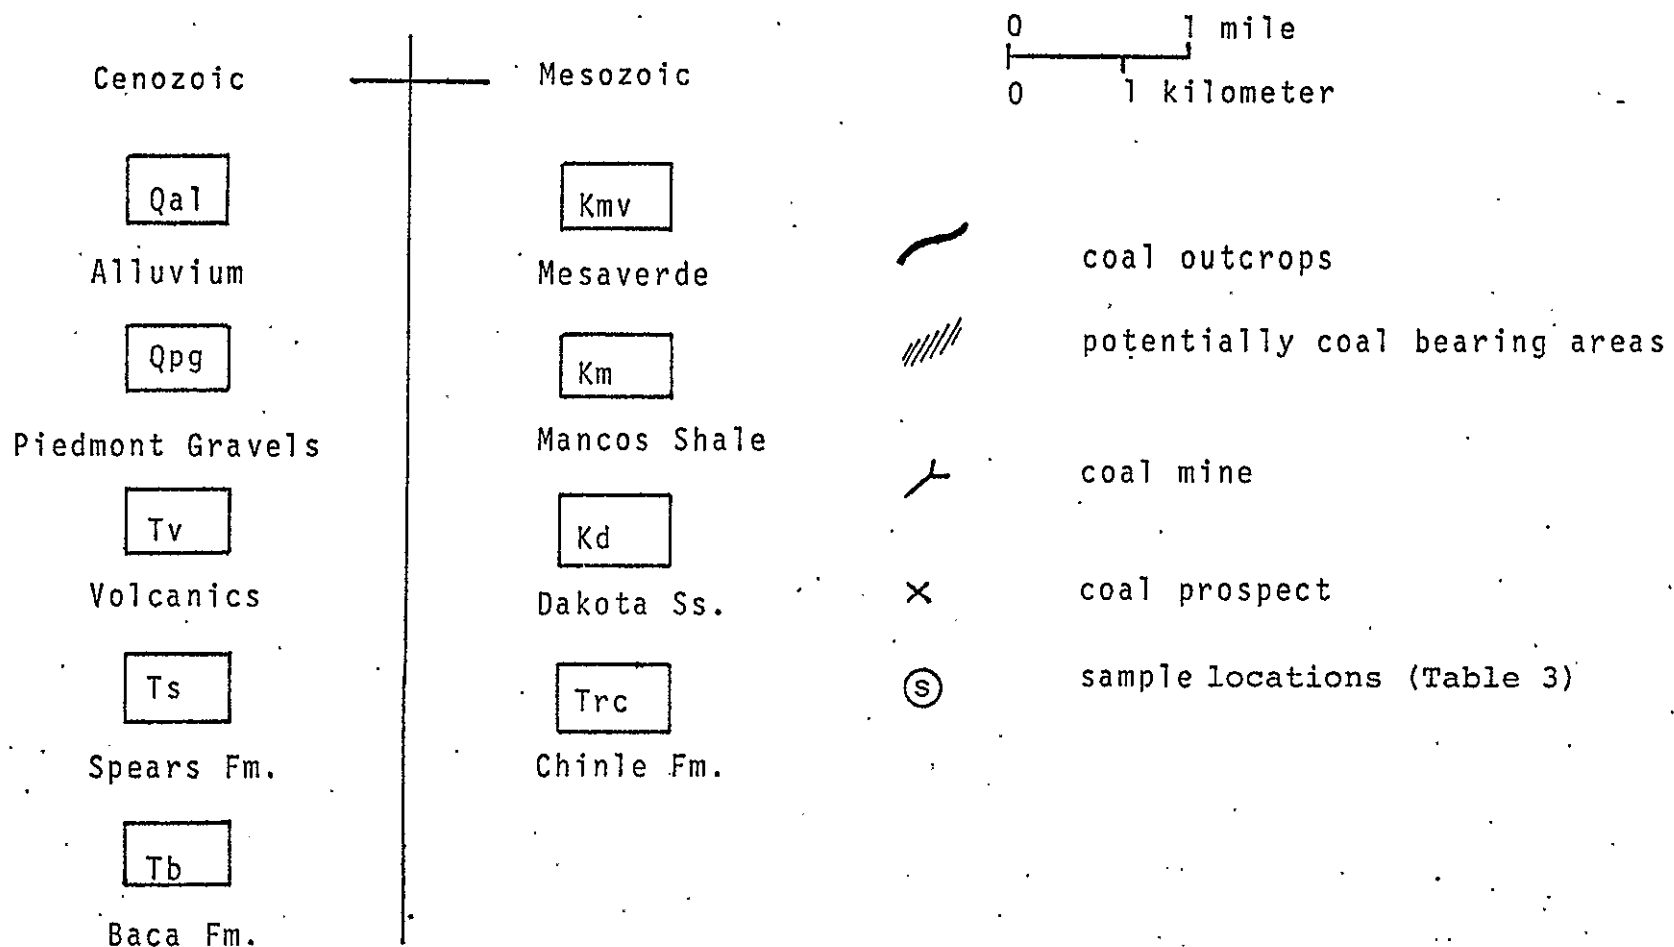 Cenozoic
Qal
Alluvium
Qpg
Piedmont Gravels
Tv
Volcanics
Ts
Spears Fm.
Tb
Baca Fm.
Mesozoic
Kmv
Mesaverde
Km
Mancos Shale
Kd
Dakota Ss.
Trc
Chinle Fm.
0 1 mile
0 1 kilometer
coal outcrops
potentially coal bearing areas
coal mine
coal prospect
S sample locations (Table 3)